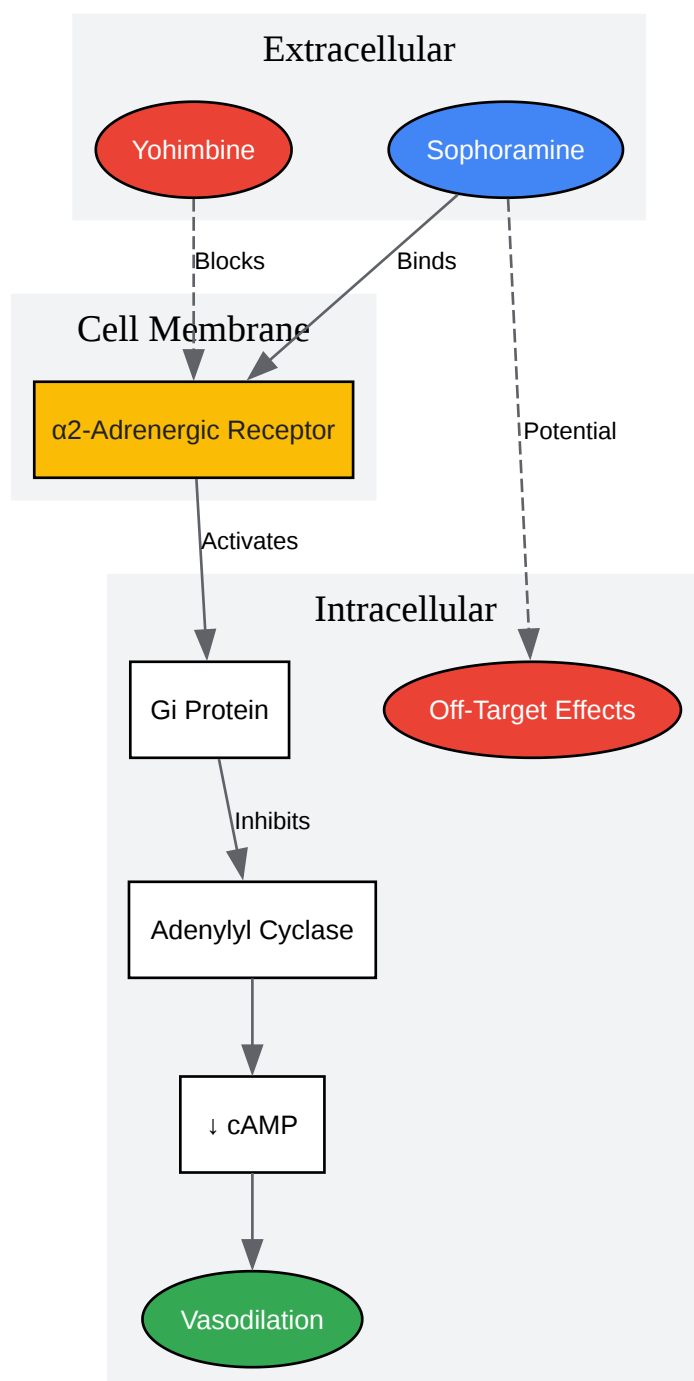 Extracellular
Yohimbine
Sophoramine
Blocks
Binds
Cell Membrane
α2-Adrenergic Receptor
Potential
Activates
Intracellular
Gi Protein
Off-Target Effects
Inhibits
Adenylyl Cyclase
↓ cAMP
Vasodilation